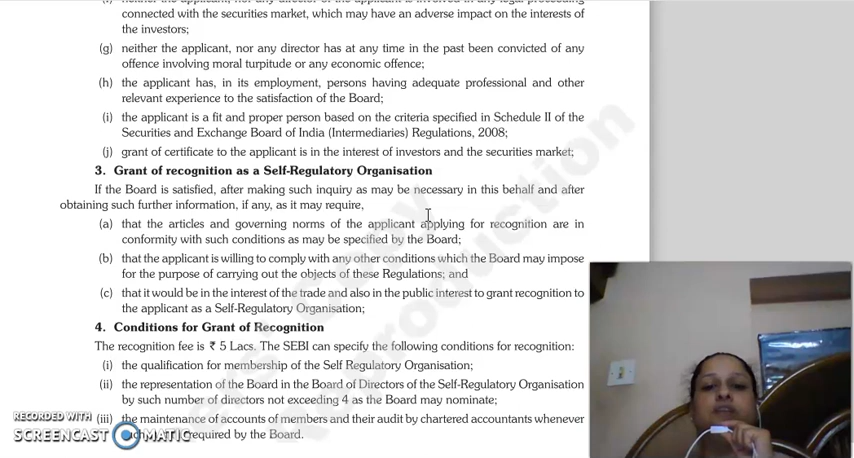 neither the applicant, nor any director of the applicant is involved in any legal proceeding
connected with the securities market, which may have an adverse impact on the interests of
the investors;
(g) neither the applicant, nor any director has at any time in the past been convicted of any
offence involving moral turpitude or any economic offence;
(h) the applicant has, in its employment, persons having adequate professional and other
relevant experience to the satisfaction of the Board;
(i) the applicant is a fit and proper person based on the criteria specified in Schedule II of the
Securities and Exchange Board of India (Intermediaries) Regulations, 2008;
(j) grant of certificate to the applicant is in the interest of investors and the securities market;
3. Grant of recognition as a Self-Regulatory Organisation
If the Board is satisfied, after making such inquiry as may be necessary in this behalf and after
obtaining such further information, if any, as it may require,
(a) that the articles and governing norms of the applicant applying for recognition are in
conformity with such conditions as may be specified by the Board;
(b) that the applicant is willing to comply with any other conditions which the Board may impose
for the purpose of carrying out the objects of these Regulations; and
(c) that it would be in the interest of the trade and also in the public interest to grant recognition to
the applicant as a Self-Regulatory Organisation;
4. Conditions for Grant of Recognition
The recognition fee is ₹ 5 Lacs. The SEBI can specify the following conditions for recognition:
(i) the qualification for membership of the Self Regulatory Organisation;
(ii) the representation of the Board in the Board of Directors of the Self-Regulatory Organisation
by such number of directors not exceeding 4 as the Board may nominate;
(iii) the maintenance of accounts of members and their audit by chartered accountants whenever
required by the Board.
RECORDED WITH
SCREENCAST MATIC